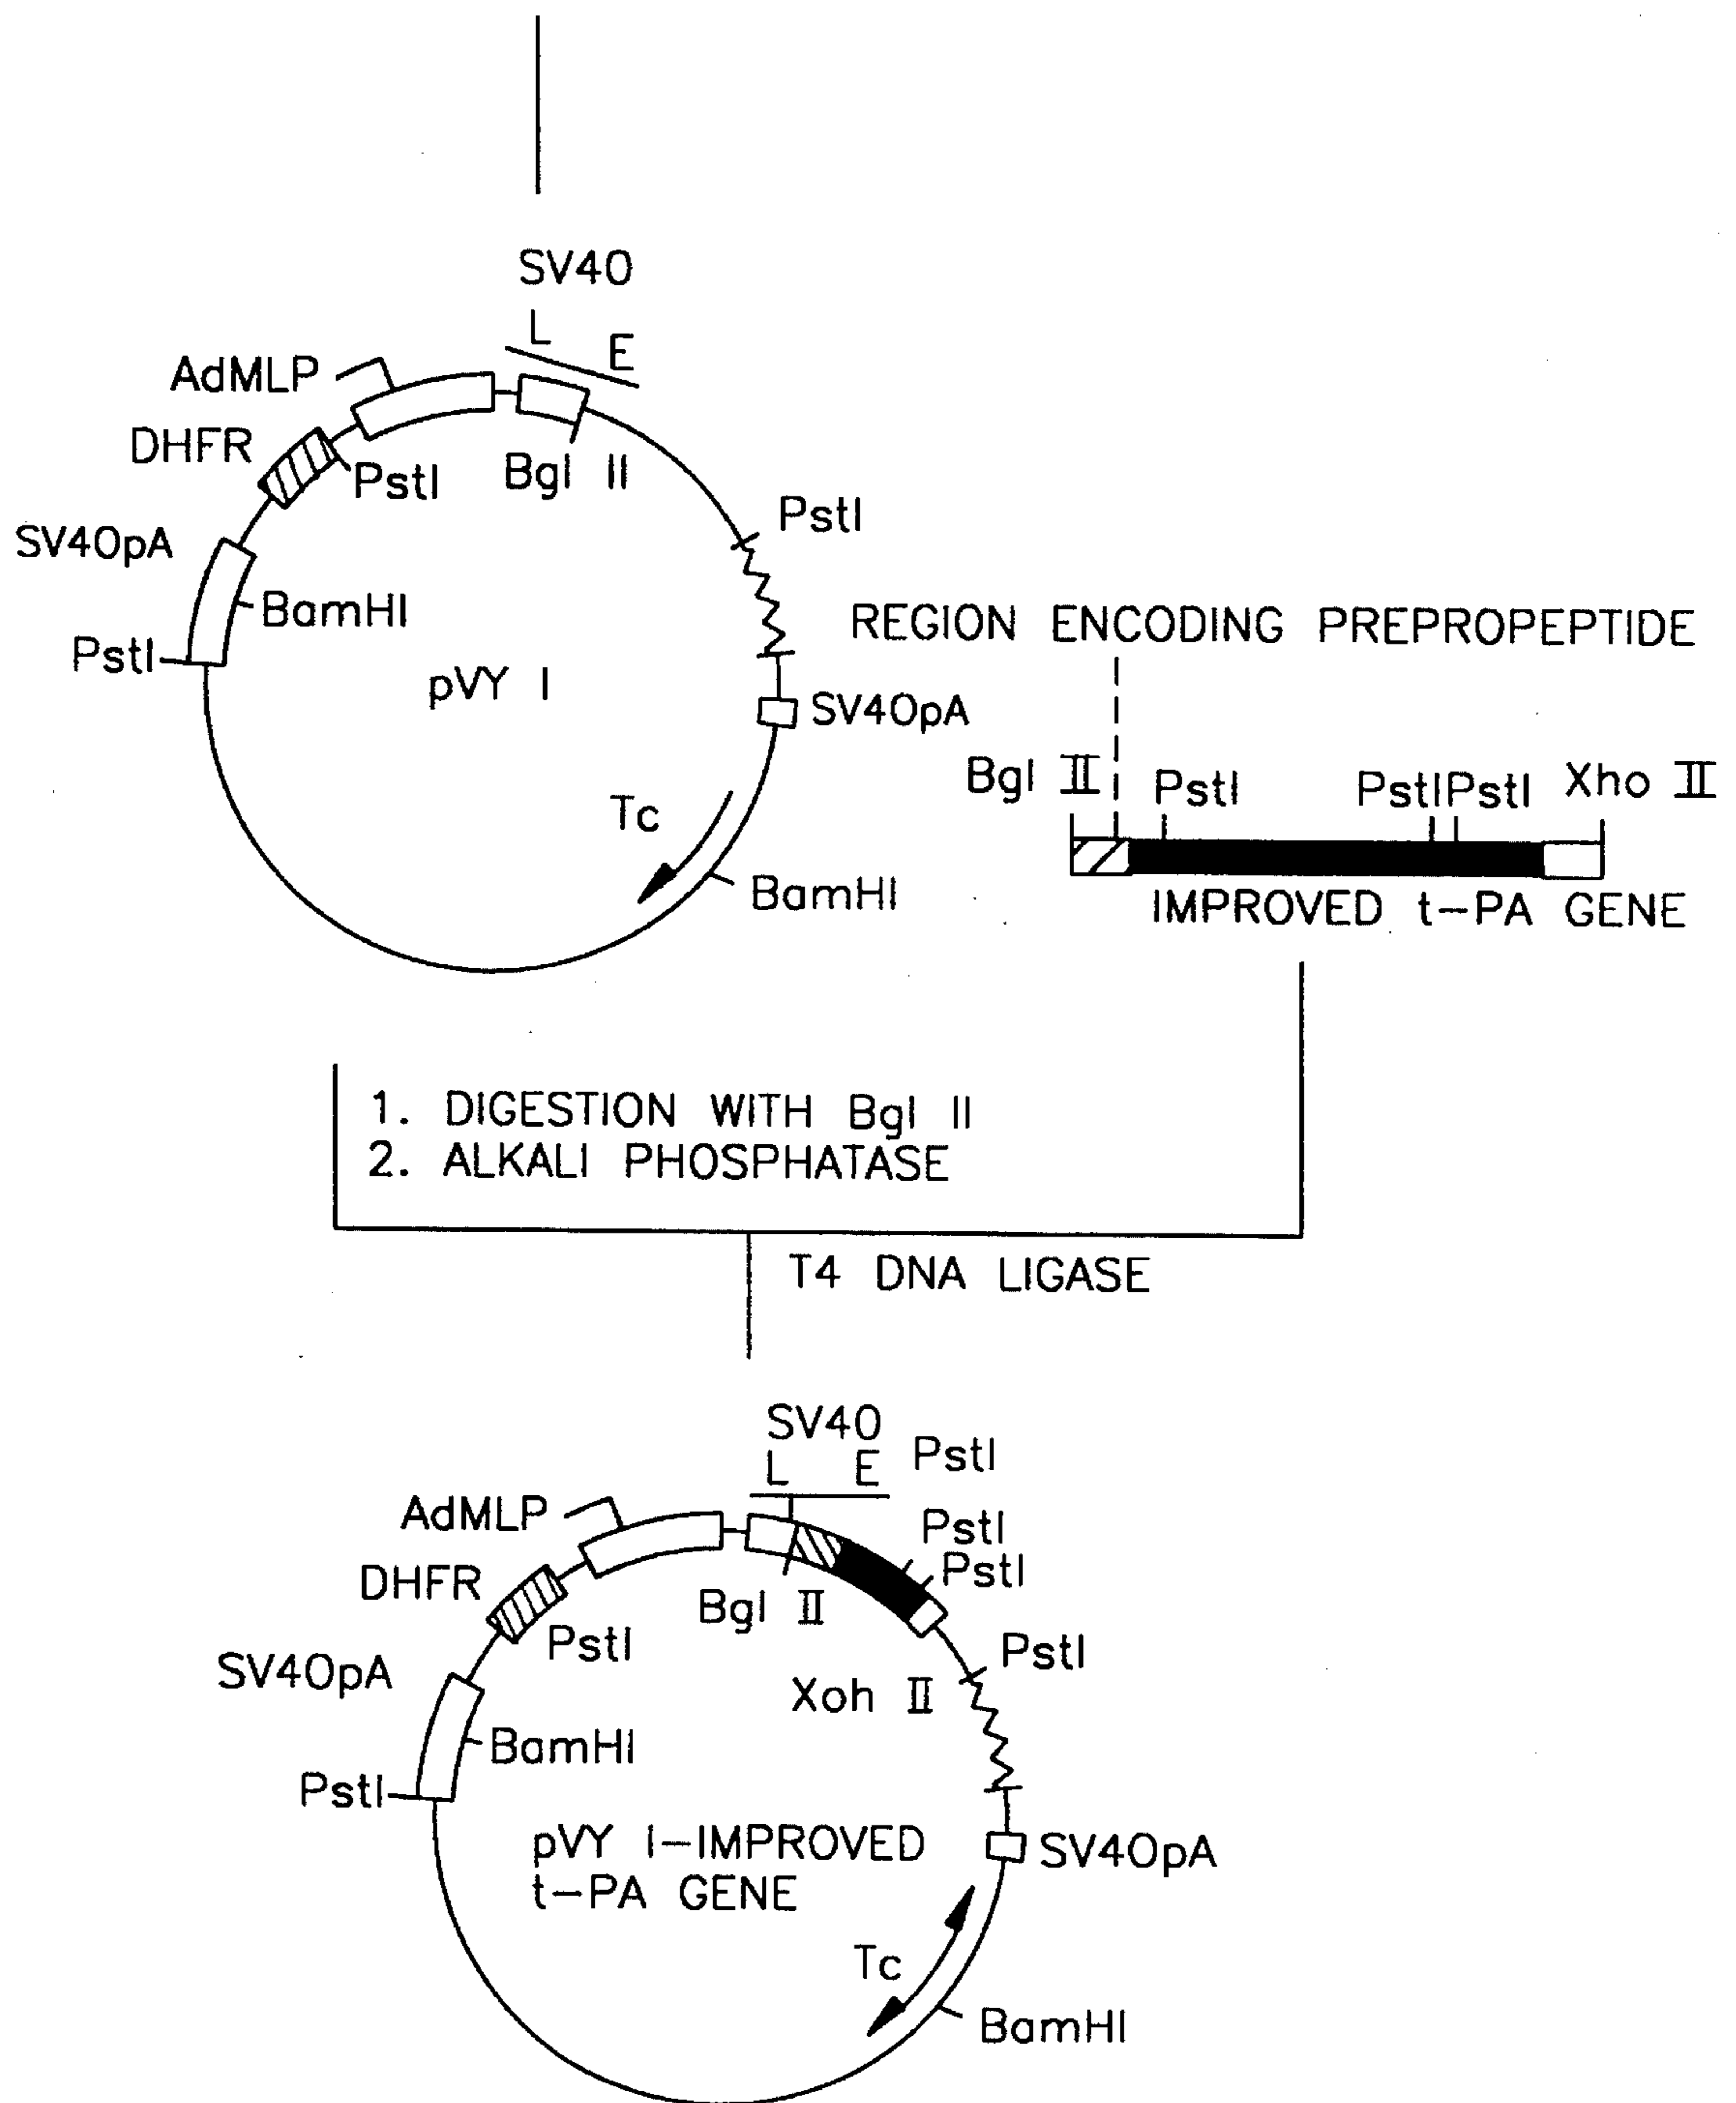 SV40
L
E
AdMLP
DHFR
PstI
Bgl II
PstI
SV40pA
BamHI
PstI
pVY I
REGION ENCODING PREPROPEPTIDE
SV40pA
Bgl II
PstI
PstI
PstI
Xho II
Tc
BamHI
IMPROVED t-PA GENE
1. DIGESTION WITH Bgl II
2. ALKALI PHOSPHATASE
T4 DNA LIGASE
SV40
L
E
PstI
AdMLP
PstI
PstI
DHFR
Bgl II
PstI
PstI
SV40pA
Xoh II
BamHI
PstI
pVY I-IMPROVED
t-PA GENE
SV40pA
Tc
BamHI